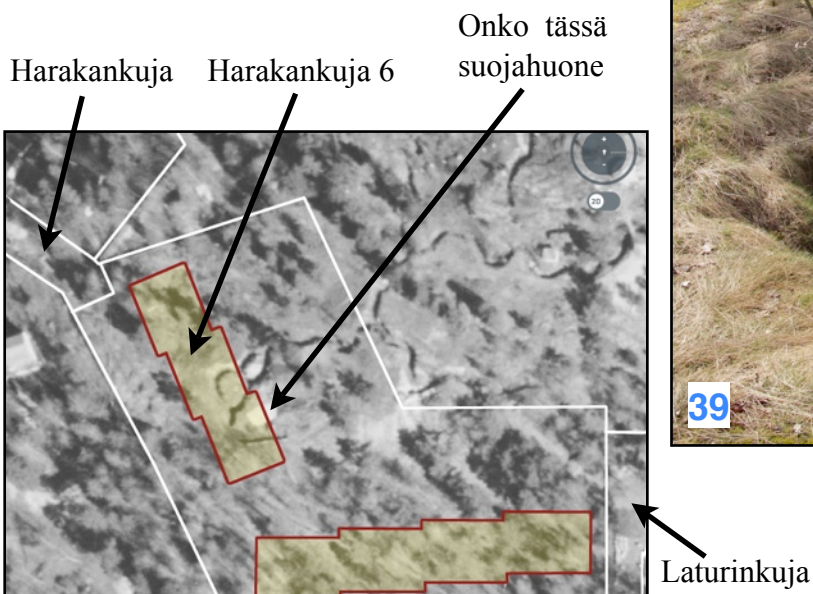 Onko tässä
suojahuone
Harakankuja
Harakankuja 6
2D
39
Laturinkuja